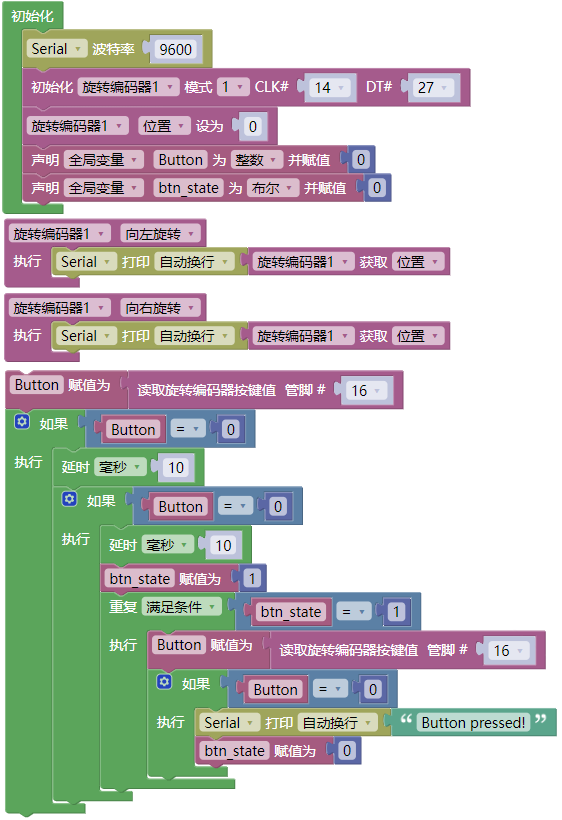 初始化
Serial 波特率 9600
初始化 旋转编码器1 模式 1 CLK# 14 DT# 27
旋转编码器1 位置 设为 0
声明 全局变量 Button 为 整数 并赋值 0
声明 全局变量 btn_state 为 布尔 并赋值 0
旋转编码器1 向左旋转
执行 Serial 打印 自动换行 旋转编码器1 获取 位置
旋转编码器1 向右旋转
执行 Serial 打印 自动换行 旋转编码器1 获取 位置
Button 赋值为 读取旋转编码器按键值 管脚 # 16
如果 Button = 0
执行 延时 毫秒 10
如果 Button = 0
执行 延时 毫秒 10
btn_state 赋值为 1
重复 满足条件 btn_state = 1
执行 Button 赋值为 读取旋转编码器按键值 管脚 # 16
如果 Button = 0
执行 Serial 打印 自动换行 “ Button pressed! ”
btn_state 赋值为 0